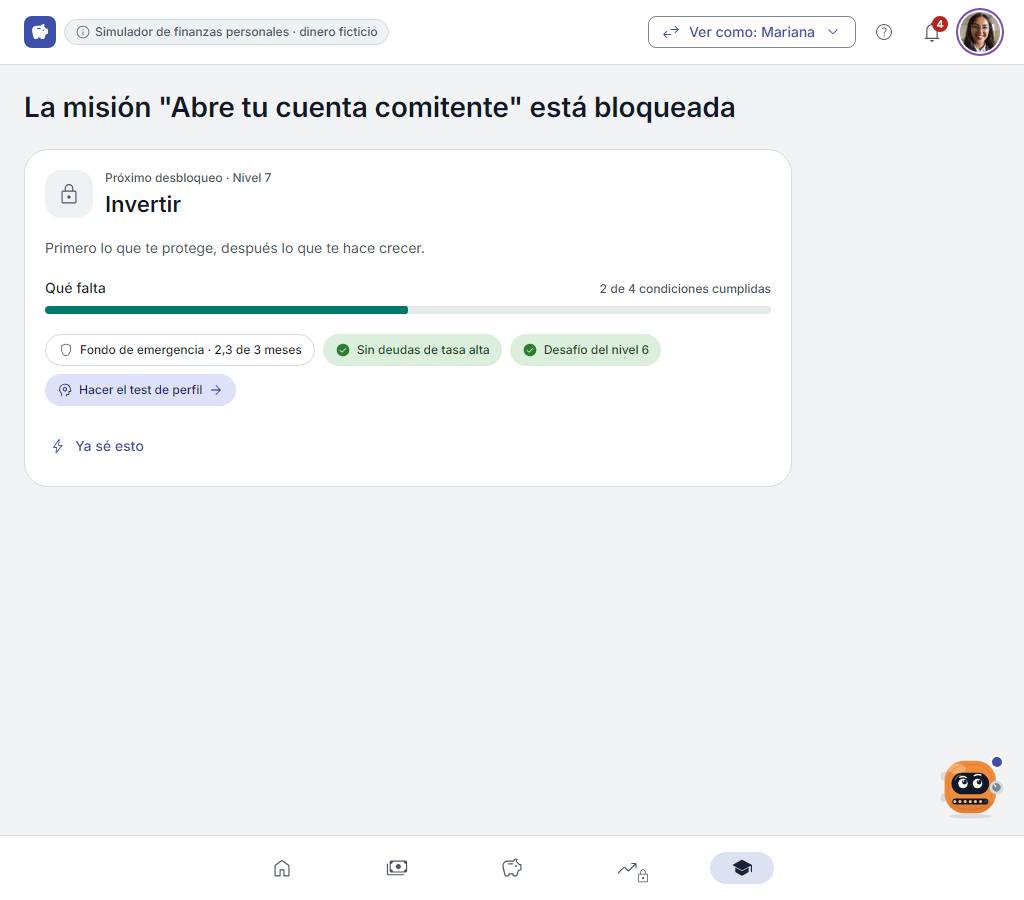 Simulador de finanzas personales · dinero ficticio
Ver como: Mariana
4
La misión "Abre tu cuenta comitente" está bloqueada
Próximo desbloqueo · Nivel 7
Invertir
Primero lo que te protege, después lo que te hace crecer.
Qué falta
2 de 4 condiciones cumplidas
Fondo de emergencia · 2,3 de 3 meses
Sin deudas de tasa alta
Desafío del nivel 6
Hacer el test de perfil
Ya sé esto